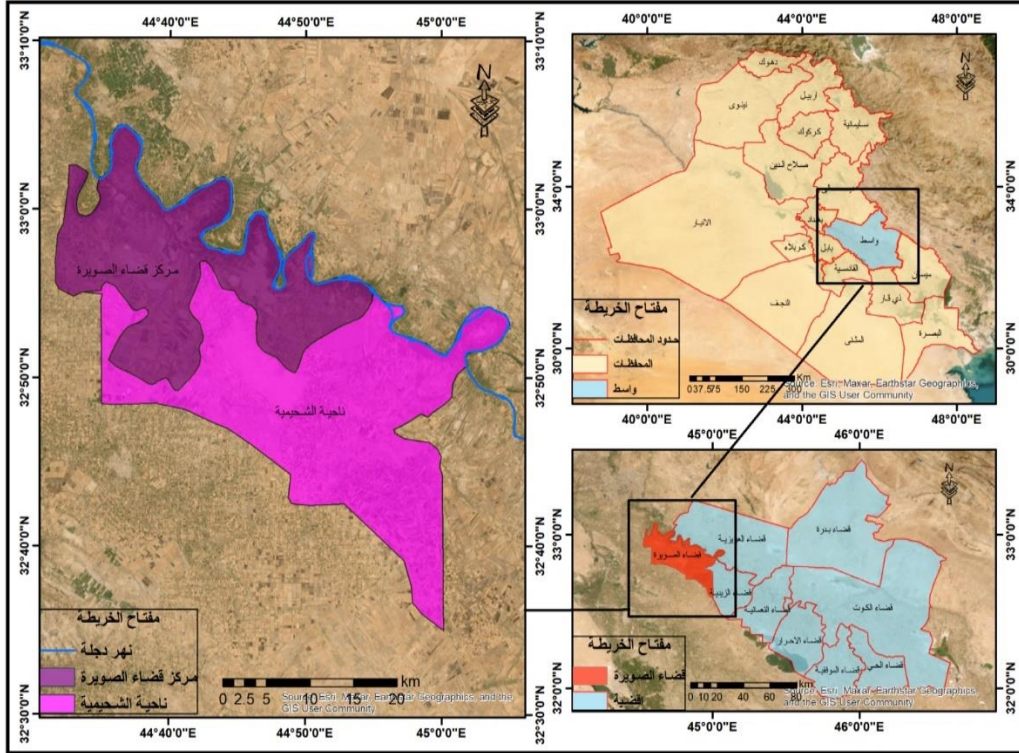 44°40'0"E
44°50'0"E
45°0'0"E
33°10'0"N
33°0'0"N
32°50'0"N
32°40'0"N
32°30'0"N
N
مركز قضاء الصويرة
ناحية الشحيمية
مفتاح الخريطة
نهر دجلة
مركز قضاء الصويرة
ناحية الشحيمية
0 2.5 5 10 15 20 km
Source: Esri, Maxar, Earthstar Geographics, and the
GIS User Community
44°40'0"E
44°50'0"E
45°0'0"E
33°10'0"N
33°0'0"N
32°50'0"N
32°40'0"N
32°30'0"N
40°0'0"E
44°0'0"E
48°0'0"E
34°0'0"N
30°0'0"N
N
دهوك
اربيل
نينوى
سليمانية
كركوك
صلاح الدين
الانبار
بغداد
واسط
بابل
كربلاء
القادسية
ميسان
النجف
ذي قار
المثنى
البصرة
مفتاح الخريطة
حدود المحافظات
المحافظات
واسط
0 37.5 75 150 225 300 Km
Source: Esri, Maxar, Earthstar Geographics,
and the GIS User Community
34°0'0"N
30°0'0"N
40°0'0"E
44°0'0"E
48°0'0"E
45°0'0"E
46°0'0"E
33°0'0"N
32°0'0"N
N
قضاء بدرة
قضاء العزيزية
قضاء الصويرة
قضاء الزبيدية
قضاء النعمانية
قضاء الكوت
قضاء الاحرار
قضاء الحي
قضاء الموفقية
مفتاح الخريطة
قضاء الصويرة
اقضية
0 10 20 40 60 80 km
Source: Esri, Maxar, Earthstar Geographics,
and the GIS User Community
33°0'0"N
32°0'0"N
45°0'0"E
46°0'0"E